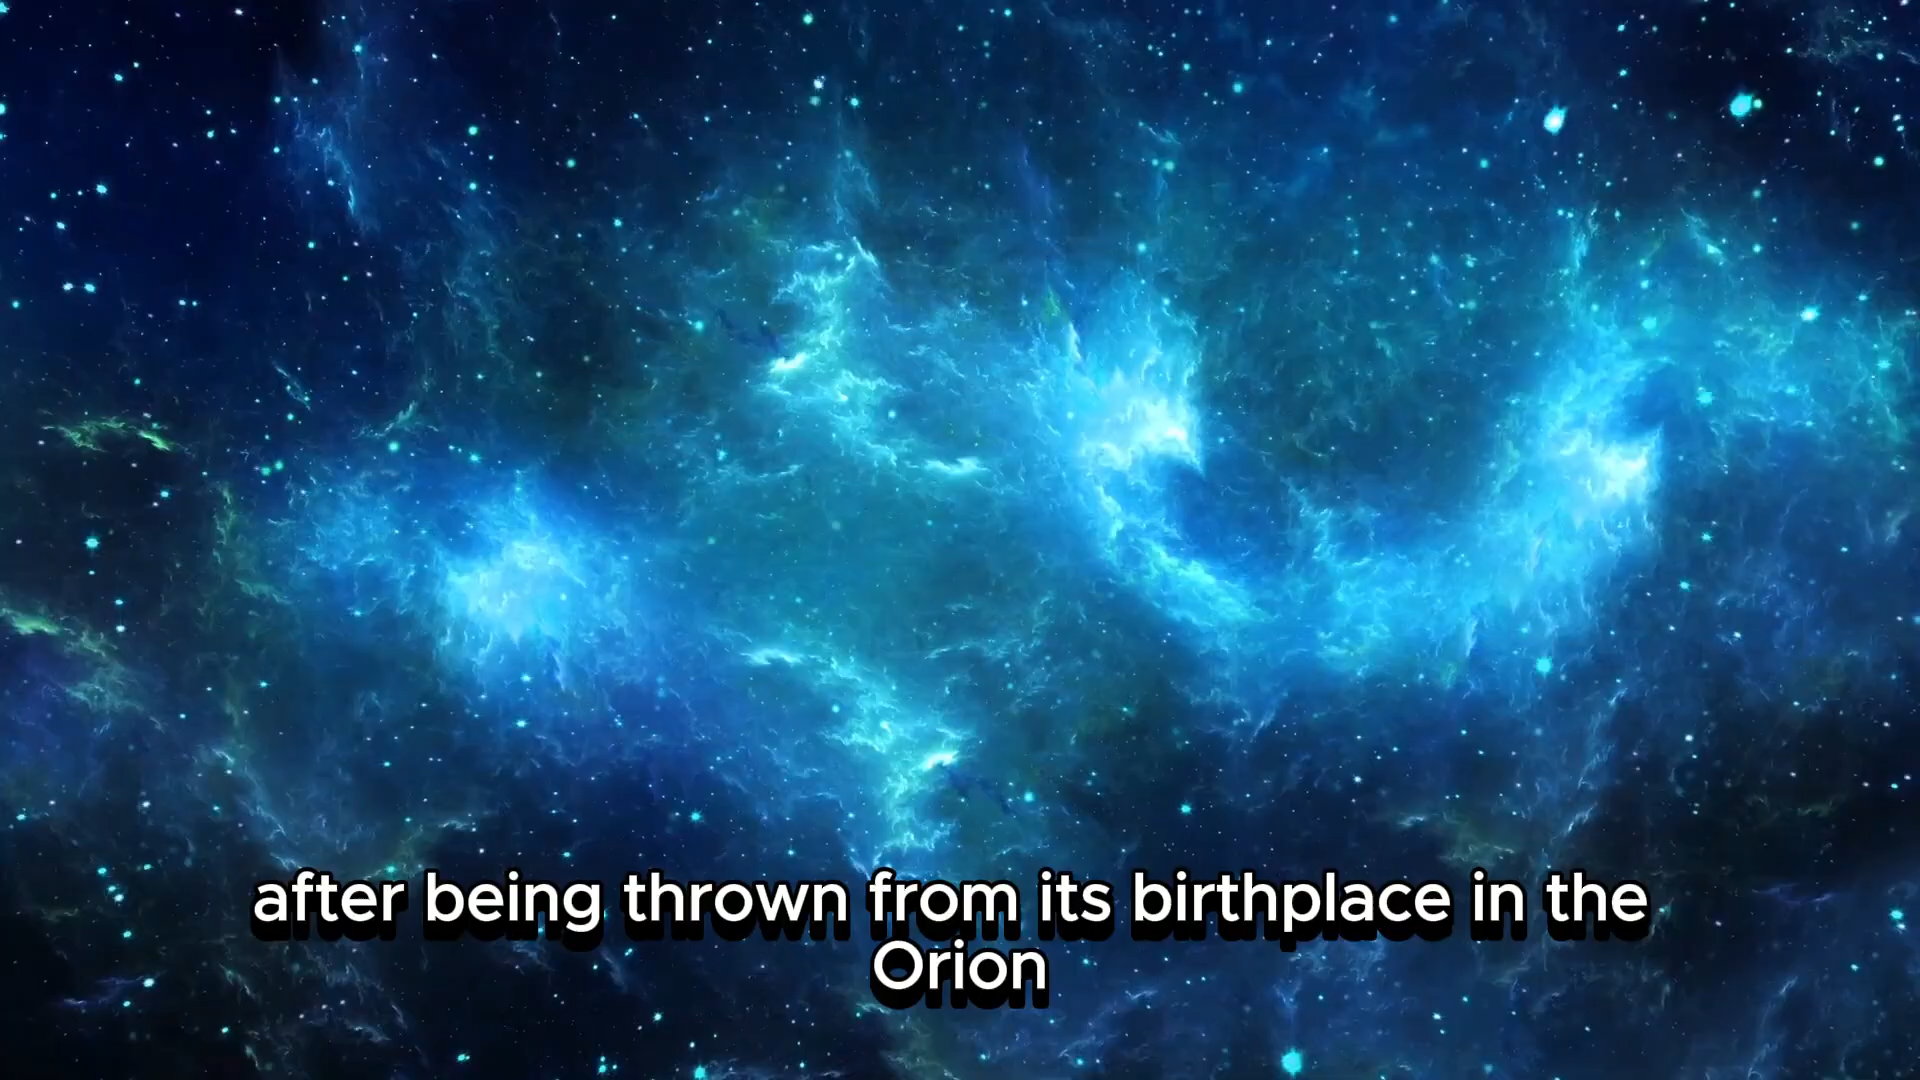 after being thrown from its birthplace in the
Orion